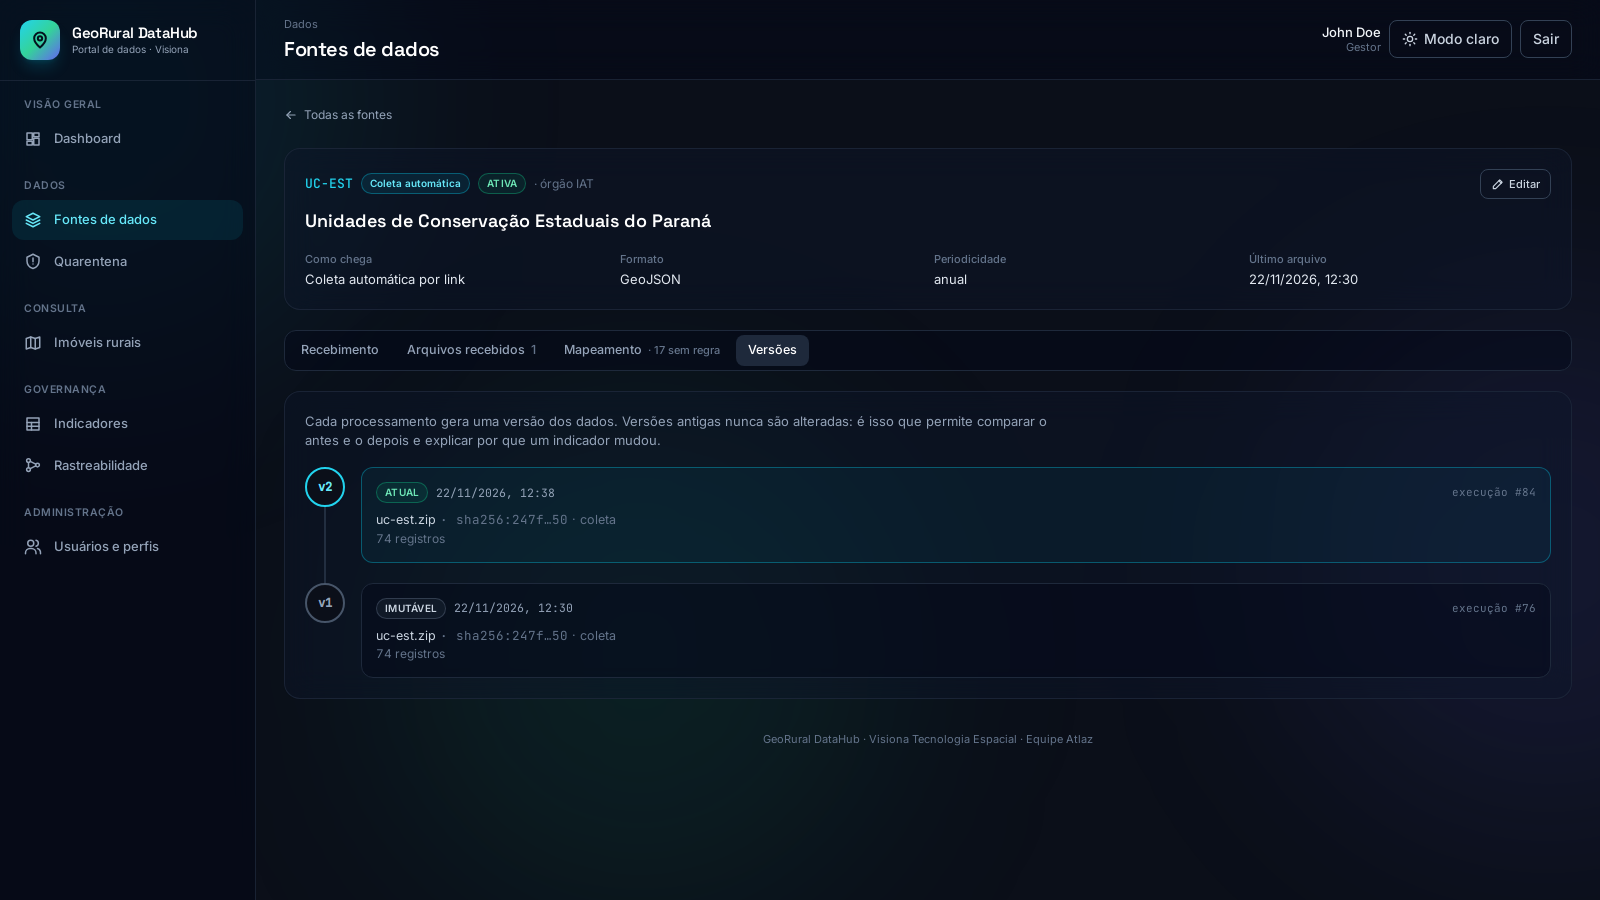 GeoRural DataHub
Portal de dados · Visiona
VISÃO GERAL
Dashboard
DADOS
Fontes de dados
Quarentena
CONSULTA
Imóveis rurais
GOVERNANÇA
Indicadores
Rastreabilidade
ADMINISTRAÇÃO
Usuários e perfis
Dados
Fontes de dados
John Doe
Gestor
Modo claro
Sair
← Todas as fontes
UC-EST Coleta automática ATIVA · órgão IAT
Editar
Unidades de Conservação Estaduais do Paraná
Como chega
Coleta automática por link
Formato
GeoJSON
Periodicidade
anual
Último arquivo
22/11/2026, 12:30
Recebimento Arquivos recebidos 1 Mapeamento · 17 sem regra Versões
Cada processamento gera uma versão dos dados. Versões antigas nunca são alteradas: é isso que permite comparar o
antes e o depois e explicar por que um indicador mudou.
v2
ATUAL 22/11/2026, 12:38 execução #84
uc-est.zip · sha256:247f…50 · coleta
74 registros
v1
IMUTÁVEL 22/11/2026, 12:30 execução #76
uc-est.zip · sha256:247f…50 · coleta
74 registros
GeoRural DataHub · Visiona Tecnologia Espacial · Equipe Atlaz